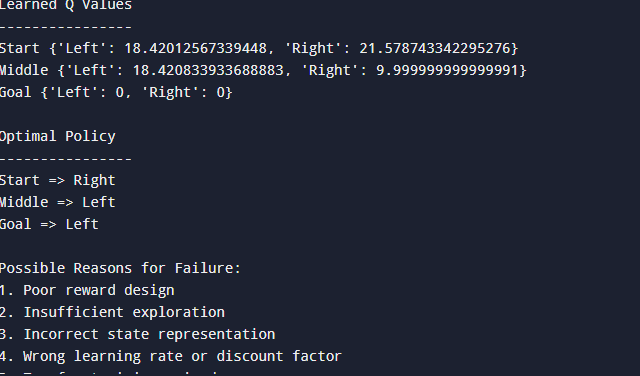 Learned Q Values
----------------
Start {'Left': 18.42012567339448, 'Right': 21.578743342295276}
Middle {'Left': 18.420833933688883, 'Right': 9.999999999999991}
Goal {'Left': 0, 'Right': 0}
Optimal Policy
----------------
Start => Right
Middle => Left
Goal => Left
Possible Reasons for Failure:
1. Poor reward design
2. Insufficient exploration
3. Incorrect state representation
4. Wrong learning rate or discount factor